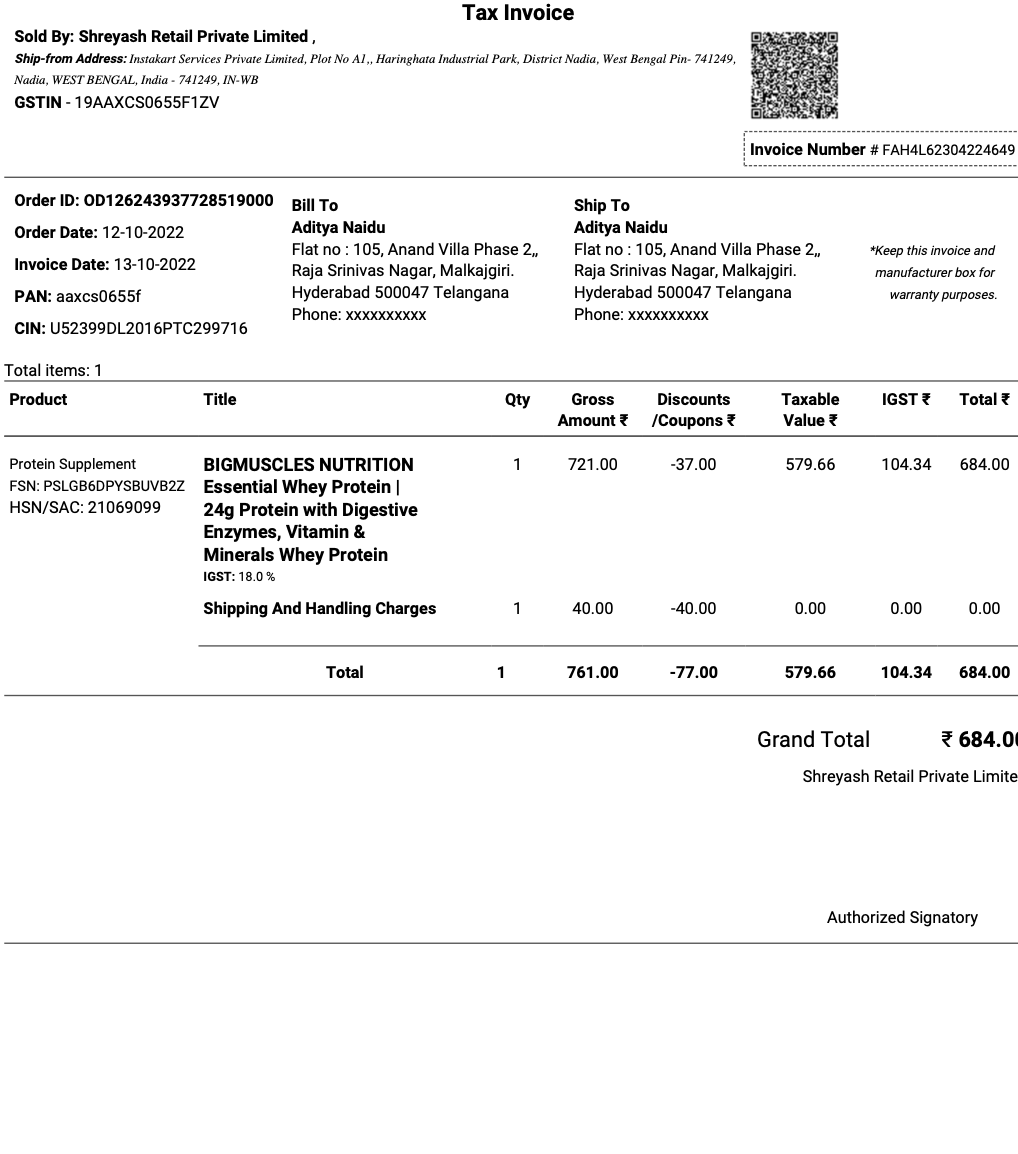 Tax Invoice
Sold By: Shreyash Retail Private Limited ,
Ship-from Address: Instakart Services Private Limited, Plot No A1,, Haringhata Industrial Park, District Nadia, West Bengal Pin- 741249,
Nadia, WEST BENGAL, India - 741249, IN-WB
GSTIN - 19AAXCS0655F1ZV
Invoice Number # FAH4L62304224649
Order ID: OD126243937728519000
Order Date: 12-10-2022
Invoice Date: 13-10-2022
PAN: aaxcs0655f
CIN: U52399DL2016PTC299716
Bill To
Aditya Naidu
Flat no : 105, Anand Villa Phase 2,,
Raja Srinivas Nagar, Malkajgiri.
Hyderabad 500047 Telangana
Phone: xxxxxxxxxx
Ship To
Aditya Naidu
Flat no : 105, Anand Villa Phase 2,,
Raja Srinivas Nagar, Malkajgiri.
Hyderabad 500047 Telangana
Phone: xxxxxxxxxx
*Keep this invoice and
manufacturer box for
warranty purposes.
Total items: 1
Product Title Qty Gross Amount ₹ Discounts /Coupons ₹ Taxable Value ₹ IGST ₹ Total ₹
Protein Supplement
FSN: PSLGB6DPYSBUVB2Z
HSN/SAC: 21069099
BIGMUSCLES NUTRITION
Essential Whey Protein |
24g Protein with Digestive
Enzymes, Vitamin &
Minerals Whey Protein
IGST: 18.0 %
1 721.00 -37.00 579.66 104.34 684.00
Shipping And Handling Charges 1 40.00 -40.00 0.00 0.00 0.00
Total 1 761.00 -77.00 579.66 104.34 684.00
Grand Total ₹ 684.00
Shreyash Retail Private Limite
Authorized Signatory